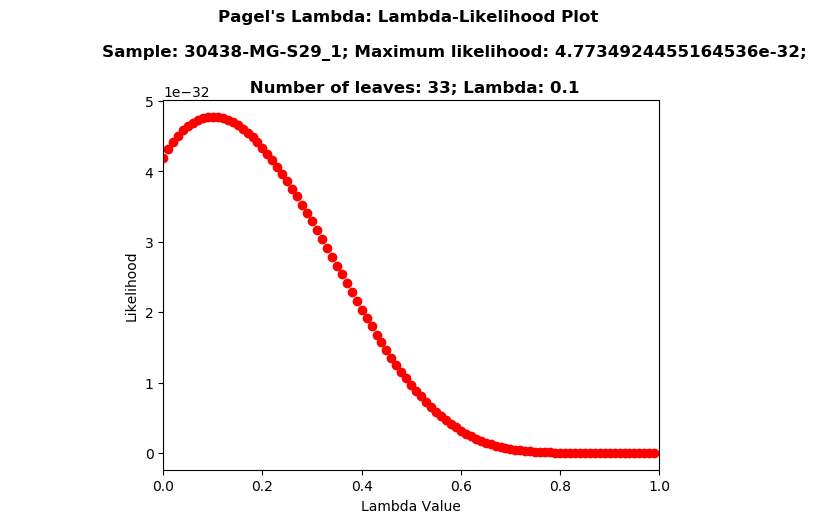 Pagel's Lambda: Lambda-Likelihood Plot
Sample: 30438-MG-S29_1; Maximum likelihood: 4.7734924455164536e-32;
Number of leaves: 33; Lambda: 0.1
1e−32
5
4
3
2
1
0
Likelihood
0.0 0.2 0.4 0.6 0.8 1.0
Lambda Value